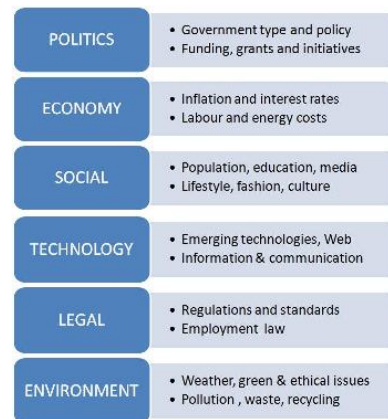 POLITICS
• Government type and policy
• Funding, grants and initiatives
ECONOMY
• Inflation and interest rates
• Labour and energy costs
SOCIAL
• Population, education, media
• Lifestyle, fashion, culture
TECHNOLOGY
• Emerging technologies, Web
• Information & communication
LEGAL
• Regulations and standards
• Employment law
ENVIRONMENT
• Weather, green & ethical issues
• Pollution , waste, recycling